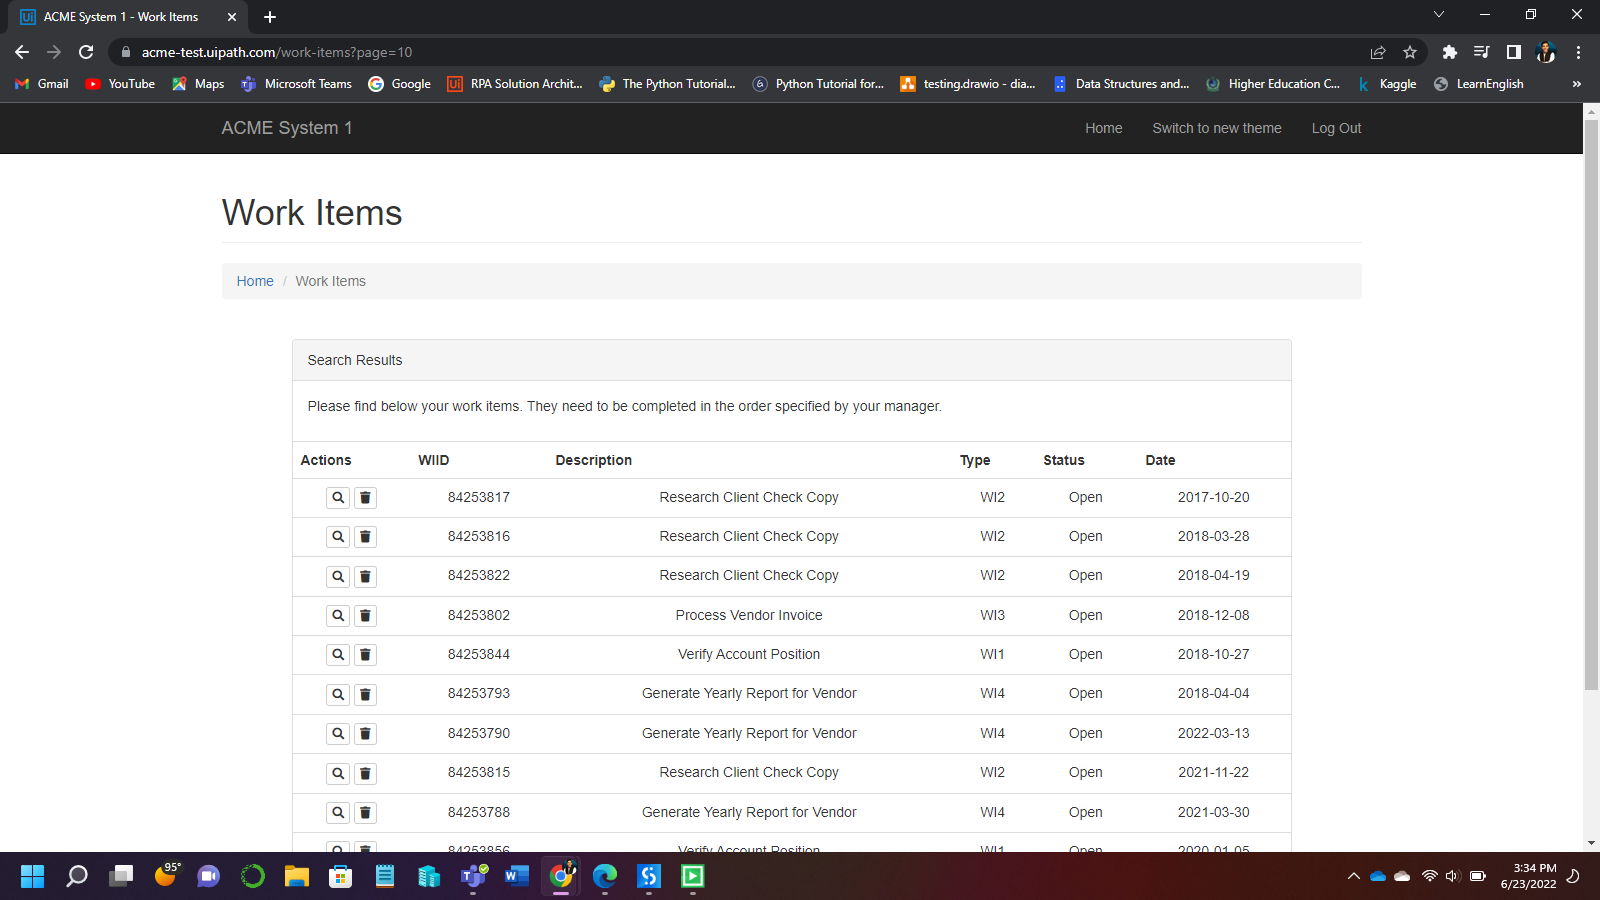 ACME System 1 - Work Items
acme-test.uipath.com/work-items?page=10
Gmail YouTube Maps Microsoft Teams Google RPA Solution Archit... The Python Tutorial... Python Tutorial for... testing.drawio - dia... Data Structures and... Higher Education C... Kaggle LearnEnglish »
ACME System 1 Home Switch to new theme Log Out
Work Items
Home / Work Items
Search Results
Please find below your work items. They need to be completed in the order specified by your manager.
Actions WIID Description Type Status Date
84253817 Research Client Check Copy WI2 Open 2017-10-20
84253816 Research Client Check Copy WI2 Open 2018-03-28
84253822 Research Client Check Copy WI2 Open 2018-04-19
84253802 Process Vendor Invoice WI3 Open 2018-12-08
84253844 Verify Account Position WI1 Open 2018-10-27
84253793 Generate Yearly Report for Vendor WI4 Open 2018-04-04
84253790 Generate Yearly Report for Vendor WI4 Open 2022-03-13
84253815 Research Client Check Copy WI2 Open 2021-11-22
84253788 Generate Yearly Report for Vendor WI4 Open 2021-03-30
84253856 Verify Account Position WI1 Open 2020-01-05
95°
3:34 PM
6/23/2022